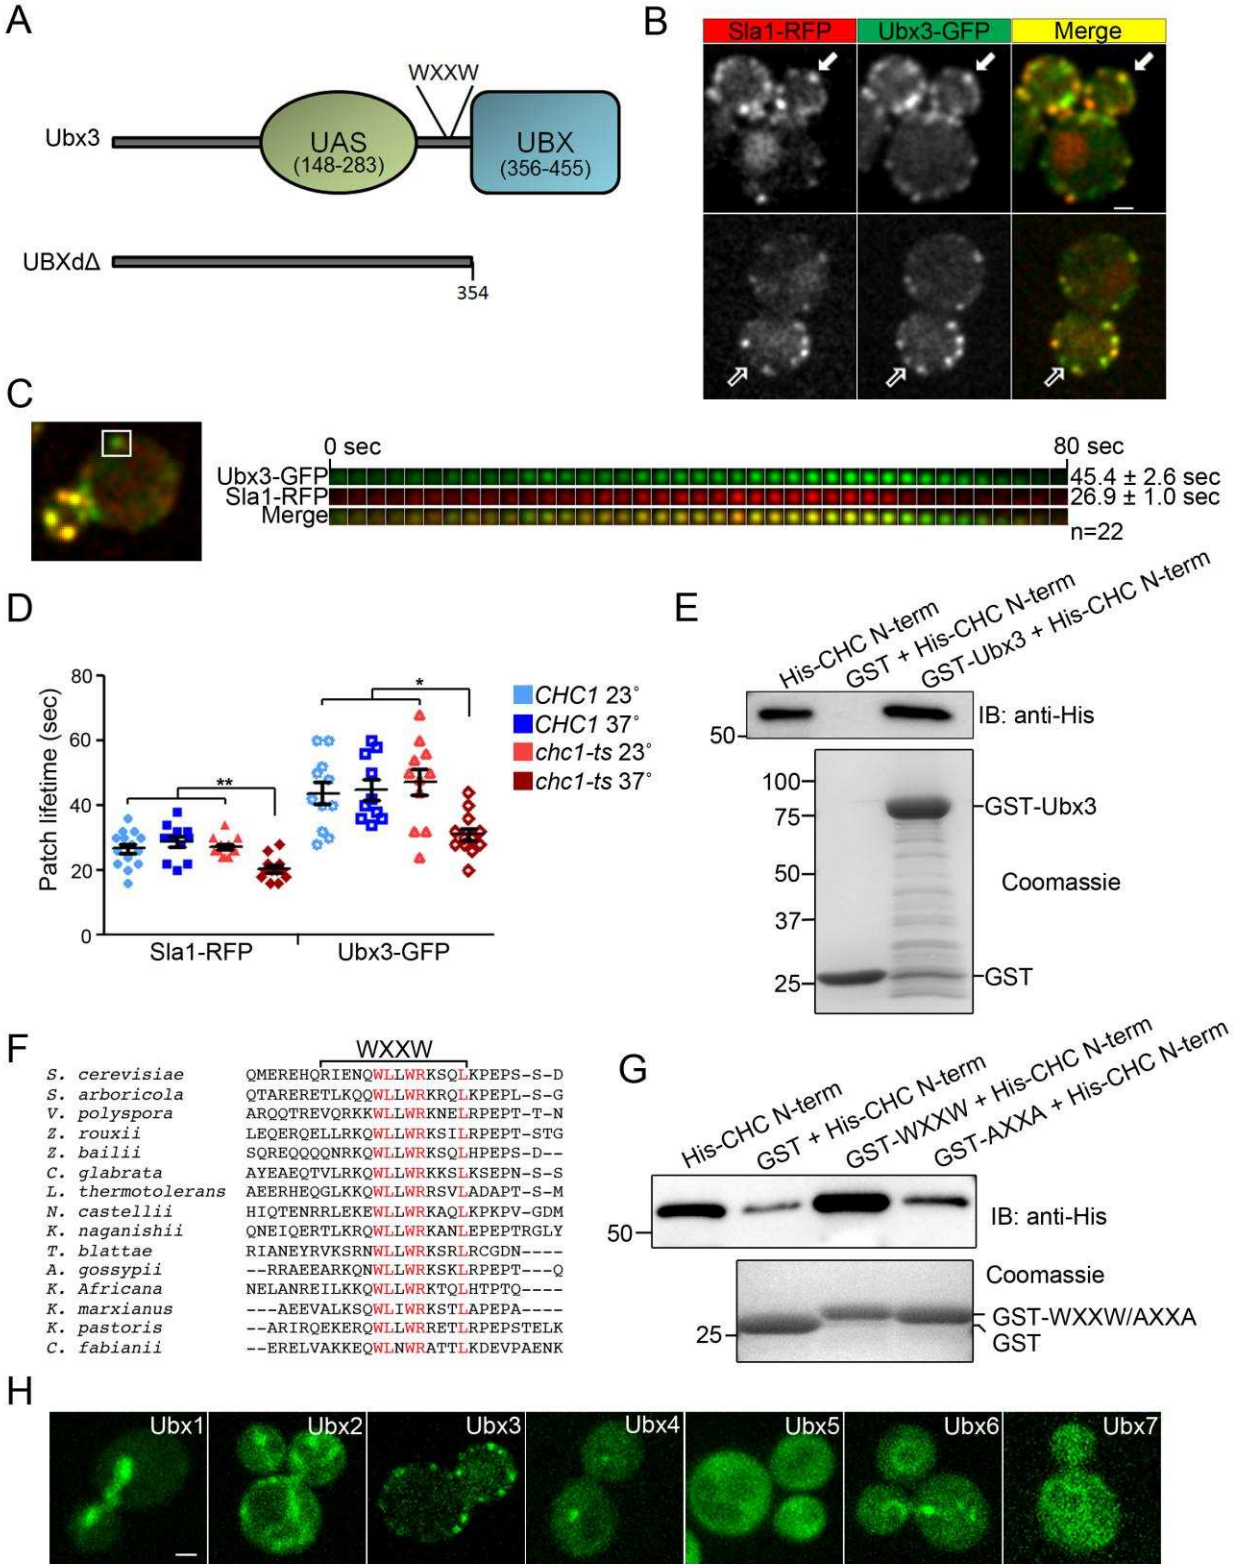 A
WXXW
Ubx3
UAS
(148-283)
UBX
(356-455)
UBXdΔ
354
B
Sla1-RFP
Ubx3-GFP
Merge
C
0 sec
80 sec
Ubx3-GFP
45.4 ± 2.6 sec
Sla1-RFP
26.9 ± 1.0 sec
Merge
n=22
D
Patch lifetime (sec)
80
60
40
20
0
**
*
Sla1-RFP
Ubx3-GFP
CHC1 23°
CHC1 37°
chc1-ts 23°
chc1-ts 37°
E
His-CHC N-term
GST + His-CHC N-term
GST-Ubx3 + His-CHC N-term
50
IB: anti-His
100
75
50
37
25
GST-Ubx3
Coomassie
GST
F
WXXW
S. cerevisiae QMEREHQRIENQWLLWRKSQLKPEPS-S-D
S. arboricola QTARERETLKQQWLLWRKRQLKPEPL-S-G
V. polyspora ARQQTREVQRKKWLLWRKNELRPEPT-T-N
Z. rouxii LEQERQELLRKQWLLWRKSILRPEPT-STG
Z. bailii SQREQQQQNRKQWLLWRKSQLHPEPS-D--
C. glabrata AYEAEQTVLRKQWLLWRKKSLKSEPN-S-S
L. thermotolerans AEERHEQGLKKQWLLWRRSVLADAPT-S-M
N. castellii HIQTENRRLEKEWLLWRKAQLKPKPV-GDM
K. naganishii QNEIQERTLKRQWLLWRKANLEPEPTRGLY
T. blattae RIANEYRVKSRNWLLWRKSRLRCGDN----
A. gossypii --RRAEEARKQNWLLWRKSKLRPEPT---Q
K. Africana NELANREILKKQWLLWRKTQLHTPTQ----
K. marxianus ---AEEVALKSQWLIWRKSTLAPEPA----
K. pastoris --ARIRQEKERQWLLWRRETLRPEPSTELK
C. fabianii --ERELVAKKEQWLNWRATTLKDEVPAENK
G
His-CHC N-term
GST + His-CHC N-term
GST-WXXW + His-CHC N-term
GST-AXXA + His-CHC N-term
50
IB: anti-His
Coomassie
25
GST-WXXW/AXXA
GST
H
Ubx1
Ubx2
Ubx3
Ubx4
Ubx5
Ubx6
Ubx7